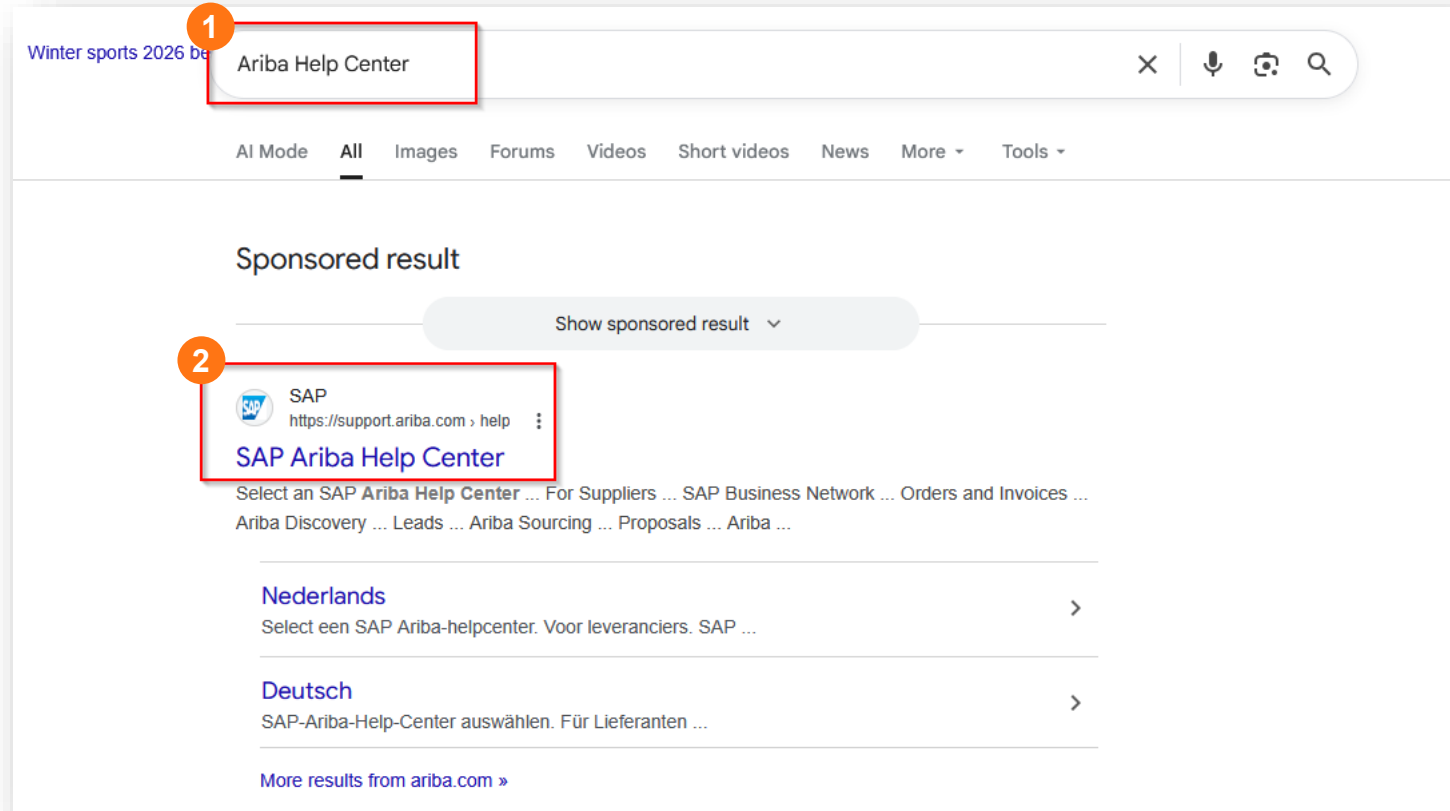 1
Winter sports 2026 be
Ariba Help Center
AI Mode All Images Forums Videos Short videos News More Tools
Sponsored result
Show sponsored result
2
SAP
SAP
https://support.ariba.com › help
SAP Ariba Help Center
Select an SAP Ariba Help Center ... For Suppliers ... SAP Business Network ... Orders and Invoices ...
Ariba Discovery ... Leads ... Ariba Sourcing ... Proposals ... Ariba ...
Nederlands
Select een SAP Ariba-helpcenter. Voor leveranciers. SAP ...
Deutsch
SAP-Ariba-Help-Center auswählen. Für Lieferanten ...
More results from ariba.com »